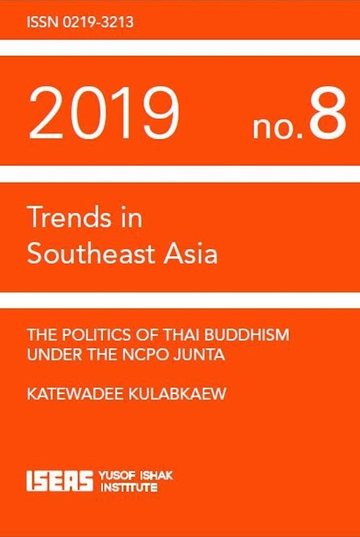 ISSN 0219-3213
2019 no.8
Trends in
Southeast Asia
THE POLITICS OF THAI BUDDHISM
UNDER THE NCPO JUNTA
KATEWADEE KULABKAEW
ISEAS YUSOF ISHAK
INSTITUTE